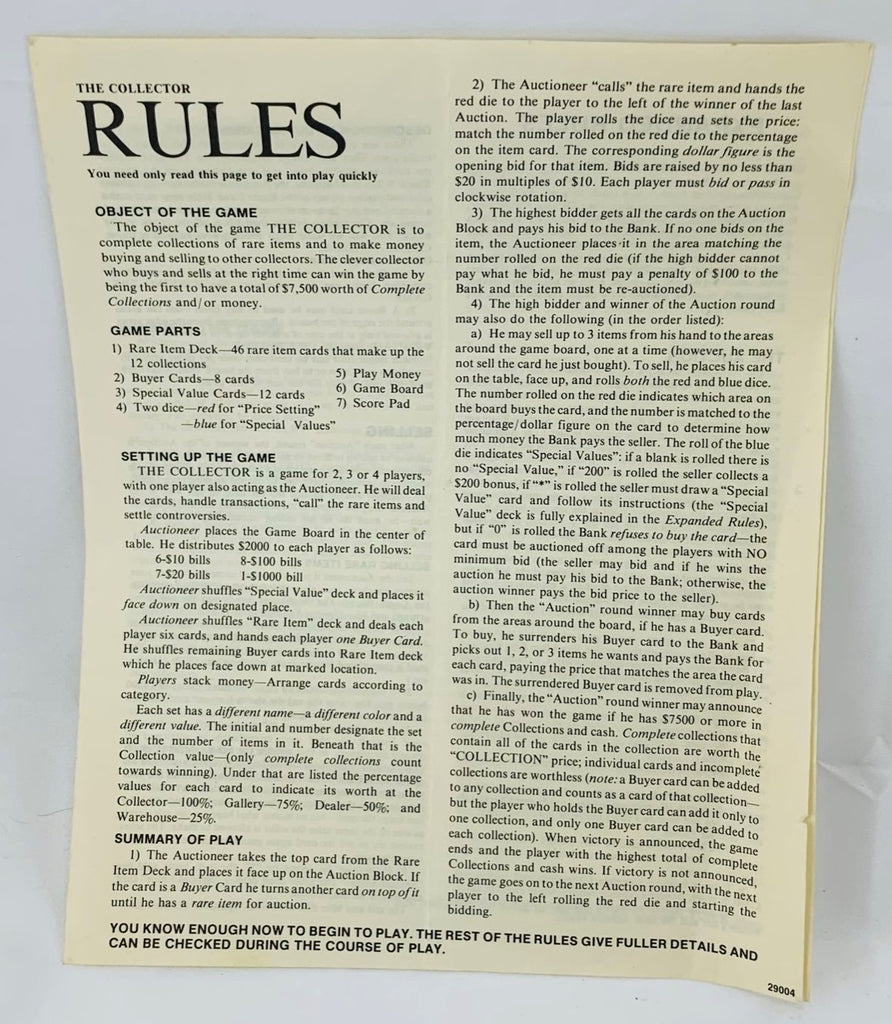 THE COLLECTOR
RULES
You need only read this page to get into play quickly
OBJECT OF THE GAME
The object of the game THE COLLECTOR is to
complete collections of rare items and to make money
buying and selling to other collectors. The clever collector
who buys and sells at the right time can win the game by
being the first to have a total of $7,500 worth of Complete
Collections and/or money.
GAME PARTS
1) Rare Item Deck—46 rare item cards that make up the
12 collections
2) Buyer Cards—8 cards
3) Special Value Cards—12 cards
4) Two dice—red for "Price Setting"
—blue for "Special Values"
5) Play Money
6) Game Board
7) Score Pad
SETTING UP THE GAME
THE COLLECTOR is a game for 2, 3 or 4 players,
with one player also acting as the Auctioneer. He will deal
the cards, handle transactions, "call" the rare items and
settle controversies.
Auctioneer places the Game Board in the center of
table. He distributes $2000 to each player as follows:
6-$10 bills 8-$100 bills
7-$20 bills 1-$1000 bill
Auctioneer shuffles "Special Value" deck and places it
face down on designated place.
Auctioneer shuffles "Rare Item" deck and deals each
player six cards, and hands each player one Buyer Card.
He shuffles remaining Buyer cards into Rare Item deck
which he places face down at marked location.
Players stack money—Arrange cards according to
category.
Each set has a different name—a different color and a
different value. The initial and number designate the set
and the number of items in it. Beneath that is the
Collection value—(only complete collections count
towards winning). Under that are listed the percentage
values for each card to indicate its worth at the
Collector—100%; Gallery—75%; Dealer—50%; and
Warehouse—25%.
SUMMARY OF PLAY
1) The Auctioneer takes the top card from the Rare
Item Deck and places it face up on the Auction Block. If
the card is a Buyer Card he turns another card on top of it
until he has a rare item for auction.
2) The Auctioneer "calls" the rare item and hands the
red die to the player to the left of the winner of the last
Auction. The player rolls the dice and sets the price:
match the number rolled on the red die to the percentage
on the item card. The corresponding dollar figure is the
opening bid for that item. Bids are raised by no less than
$20 in multiples of $10. Each player must bid or pass in
clockwise rotation.
3) The highest bidder gets all the cards on the Auction
Block and pays his bid to the Bank. If no one bids on the
item, the Auctioneer places it in the area matching the
number rolled on the red die (if the high bidder cannot
pay what he bid, he must pay a penalty of $100 to the
Bank and the item must be re-auctioned).
4) The high bidder and winner of the Auction round
may also do the following (in the order listed):
a) He may sell up to 3 items from his hand to the areas
around the game board, one at a time (however, he may
not sell the card he just bought). To sell, he places his card
on the table, face up, and rolls both the red and blue dice.
The number rolled on the red die indicates which area on
the board buys the card, and the number is matched to the
percentage/dollar figure on the card to determine how
much money the Bank pays the seller. The roll of the blue
die indicates "Special Values": if a blank is rolled there is
no "Special Value," if "200" is rolled the seller collects a
$200 bonus, if "*" is rolled the seller must draw a "Special
Value" card and follow its instructions (the "Special
Value" deck is fully explained in the Expanded Rules),
but if "0" is rolled the Bank refuses to buy the card—the
card must be auctioned off among the players with NO
minimum bid (the seller may bid and if he wins the
auction he must pay his bid to the Bank; otherwise, the
auction winner pays the bid price to the seller).
b) Then the "Auction" round winner may buy cards
from the areas around the board, if he has a Buyer card.
To buy, he surrenders his Buyer card to the Bank and
picks out 1, 2, or 3 items he wants and pays the Bank for
each card, paying the price that matches the area the card
was in. The surrendered Buyer card is removed from play.
c) Finally, the "Auction" round winner may announce
that he has won the game if he has $7500 or more in
complete Collections and cash. Complete collections that
contain all of the cards in the collection are worth the
"COLLECTION" price; individual cards and incomplete
collections are worthless (note: a Buyer card can be added
to any collection and counts as a card of that collection—
but the player who holds the Buyer card can add it only to
one collection, and only one Buyer card can be added to
each collection). When victory is announced, the game
ends and the player with the highest total of complete
Collections and cash wins. If victory is not announced,
the game goes on to the next Auction round, with the next
player to the left rolling the red die and starting the
bidding.
YOU KNOW ENOUGH NOW TO BEGIN TO PLAY. THE REST OF THE RULES GIVE FULLER DETAILS AND
CAN BE CHECKED DURING THE COURSE OF PLAY.
29004